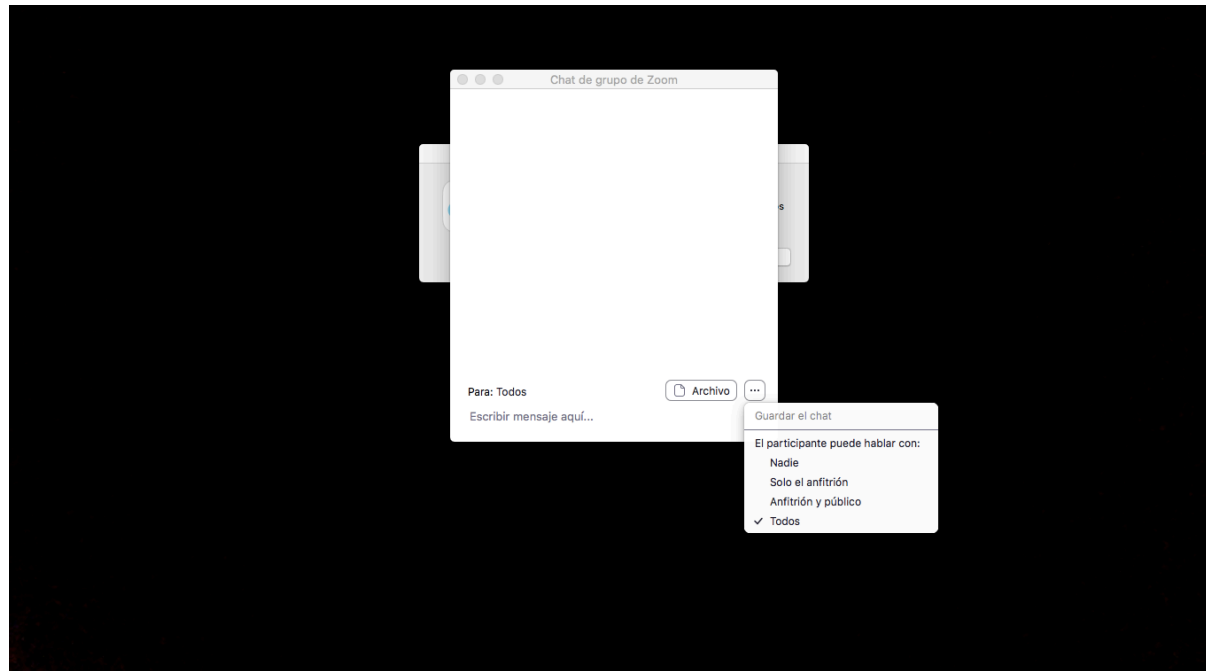 Chat de grupo de Zoom
s
Para: Todos
Archivo
...
Escribir mensaje aquí...
Guardar el chat
El participante puede hablar con:
Nadie
Solo el anfitrión
Anfitrión y público
✓ Todos